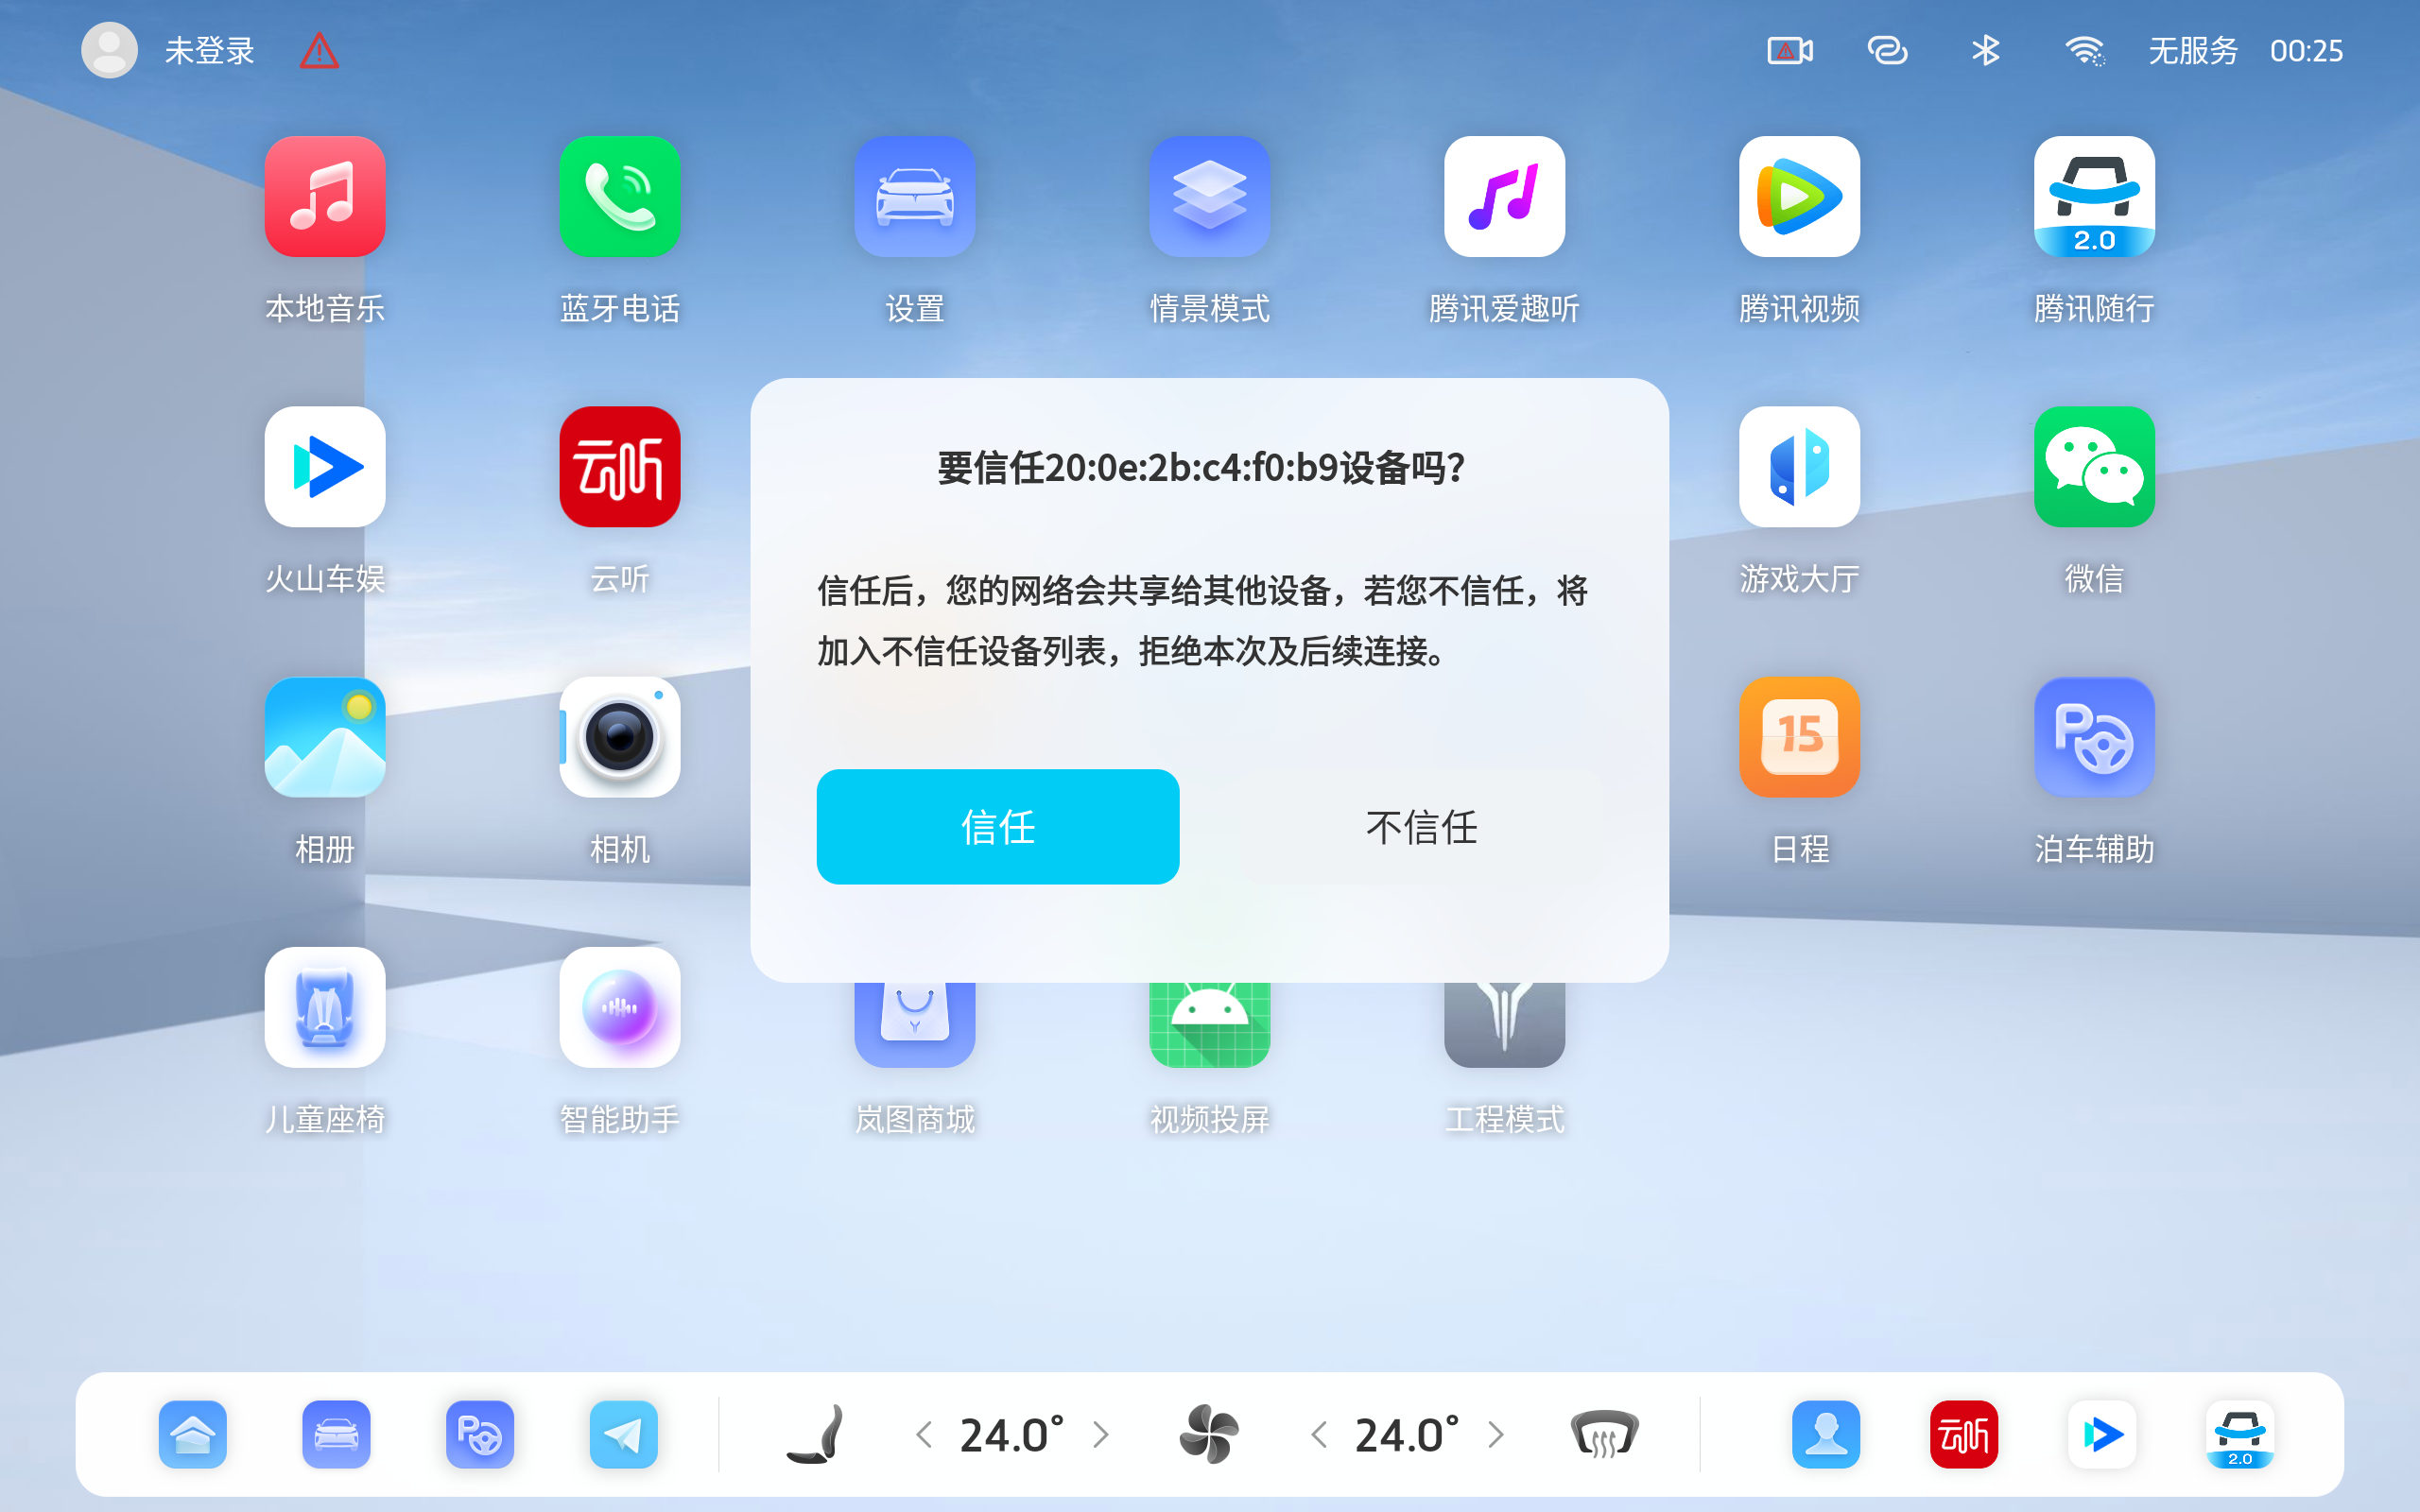 未登录
无服务 00:25
本地音乐 蓝牙电话 设置 情景模式 腾讯爱趣听 腾讯视频 腾讯随行
2.0
要信任20:0e:2b:c4:f0:b9设备吗?
信任后，您的网络会共享给其他设备，若您不信任，将
加入不信任设备列表，拒绝本次及后续连接。
信任 不信任
云听
火山车娱 云听 游戏大厅 微信
15
P
相册 相机 日程 泊车辅助
儿童座椅 智能助手 岚图商城 视频投屏 工程模式
P 24.0° 24.0° 云听 2.0